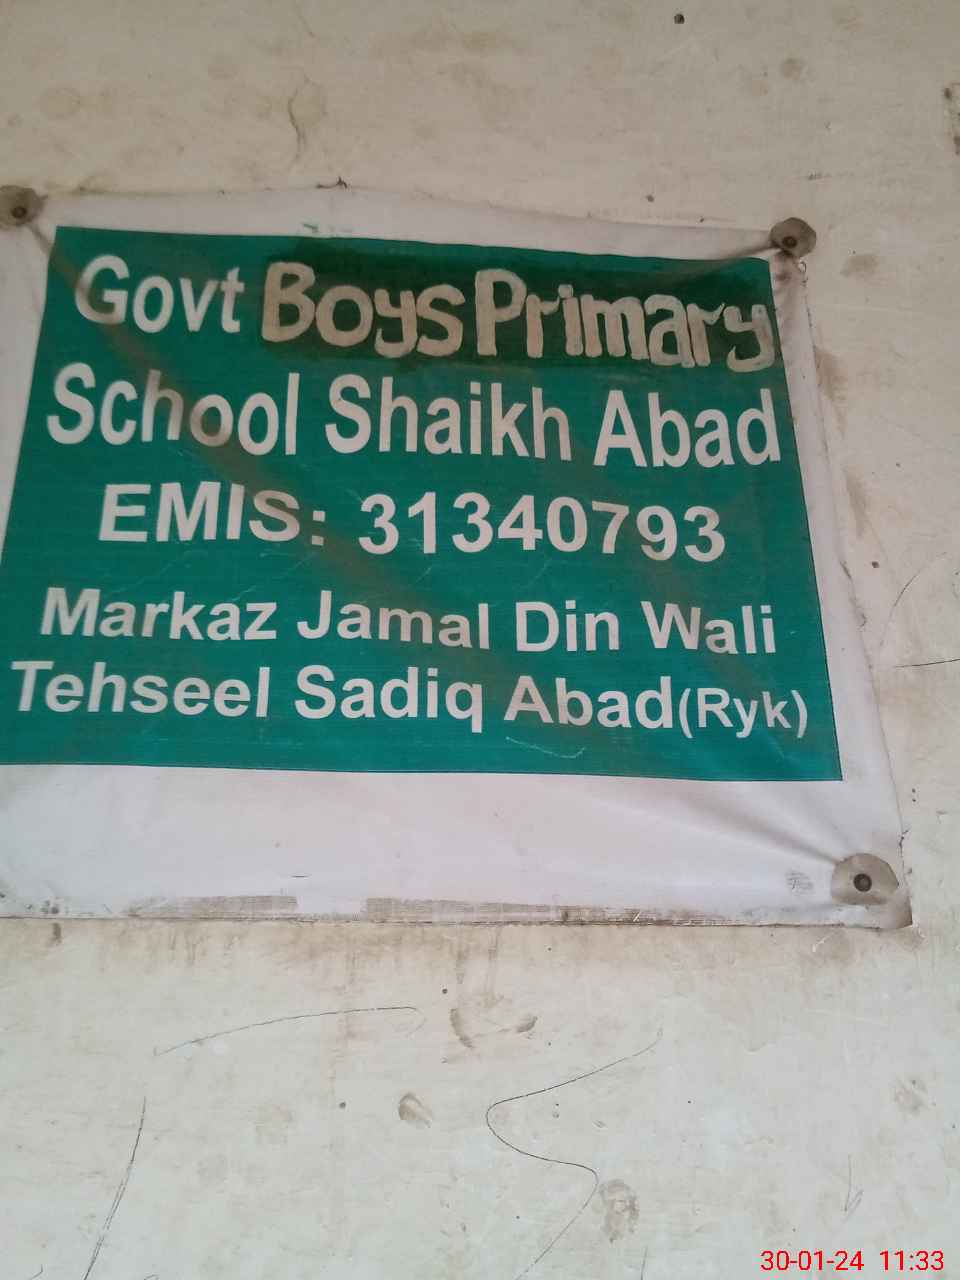 Govt Boys Primary
School Shaikh Abad
EMIS: 31340793
Markaz Jamal Din Wali
Tehseel Sadiq Abad(Ryk)
30-01-24 11:33